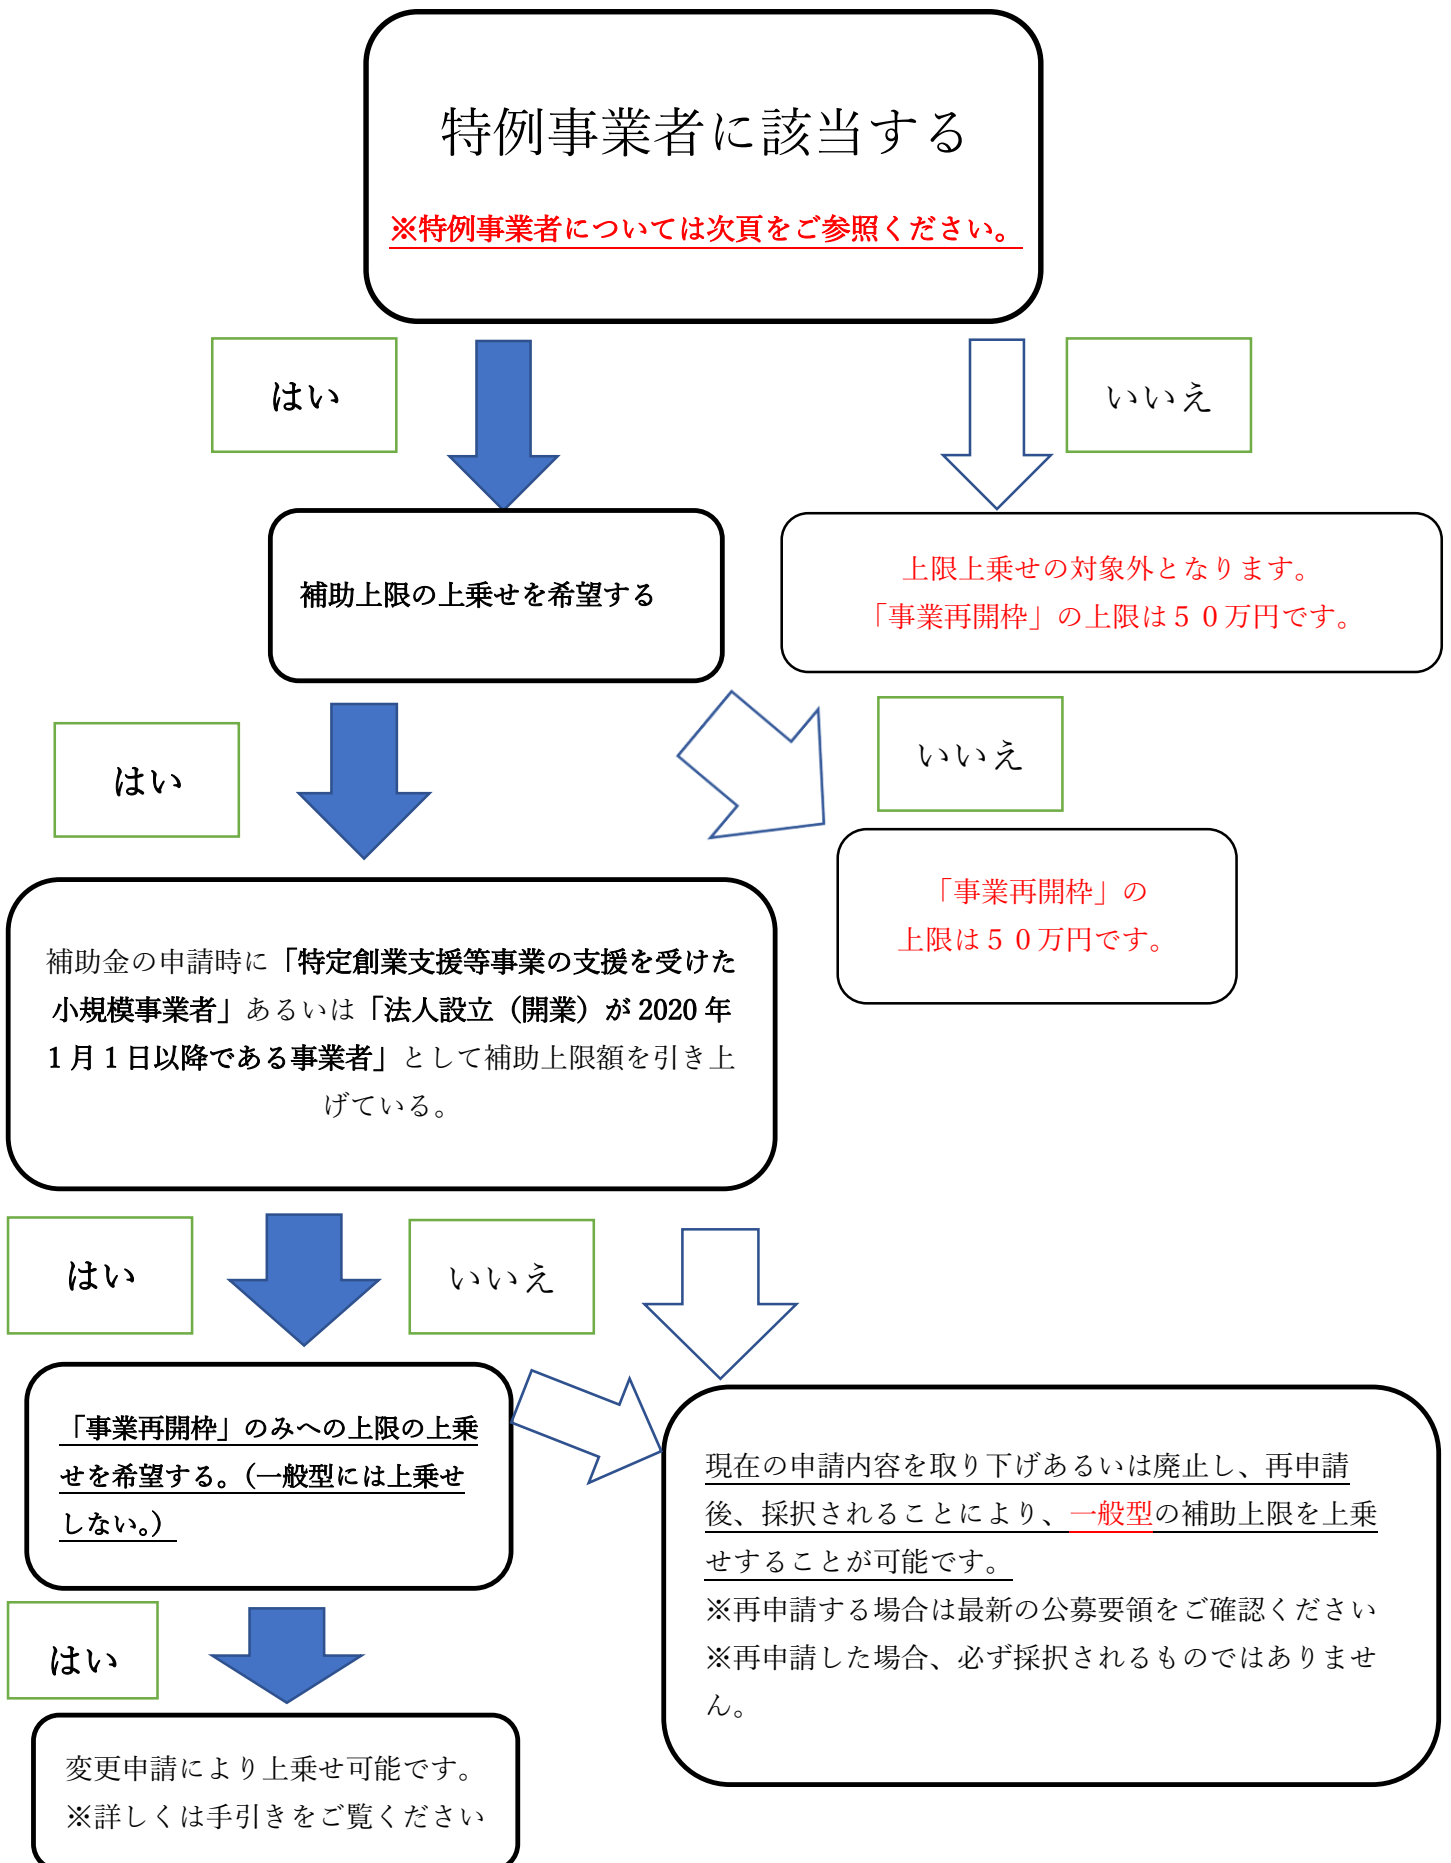 特例事業者に該当する
※特例事業者については次頁をご参照ください。
はい
いいえ
補助上限の上乗せを希望する
上限上乗せの対象外となります。
「事業再開枠」の上限は５０万円です。
はい
いいえ
「事業再開枠」の
上限は５０万円です。
補助金の申請時に「特定創業支援等事業の支援を受けた
小規模事業者」あるいは「法人設立（開業）が 2020 年
1 月 1 日以降である事業者」として補助上限額を引き上
げている。
はい
いいえ
「事業再開枠」のみへの上限の上乗
せを希望する。（一般型には上乗せ
しない。）
現在の申請内容を取り下げあるいは廃止し、再申請
後、採択されることにより、一般型の補助上限を上乗
せすることが可能です。
※再申請する場合は最新の公募要領をご確認ください
※再申請した場合、必ず採択されるものではありませ
ん。
はい
変更申請により上乗せ可能です。
※詳しくは手引きをご覧ください